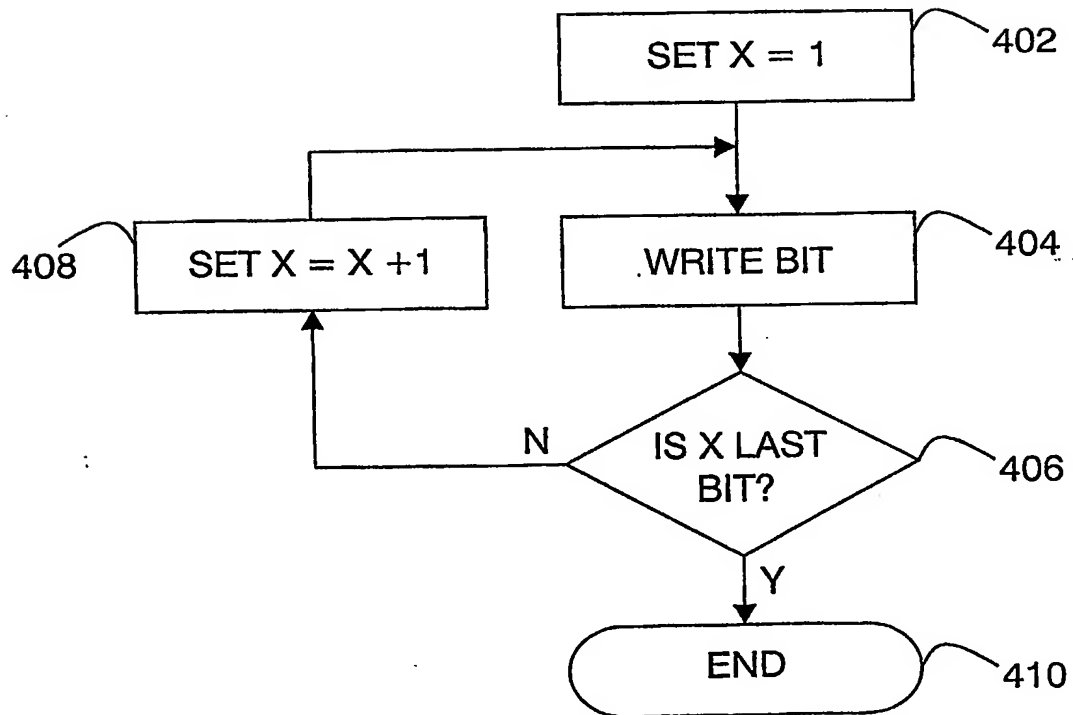 SET X = 1
402
408
SET X = X +1
WRITE BIT
404
N
IS X LAST
BIT?
406
Y
END
410